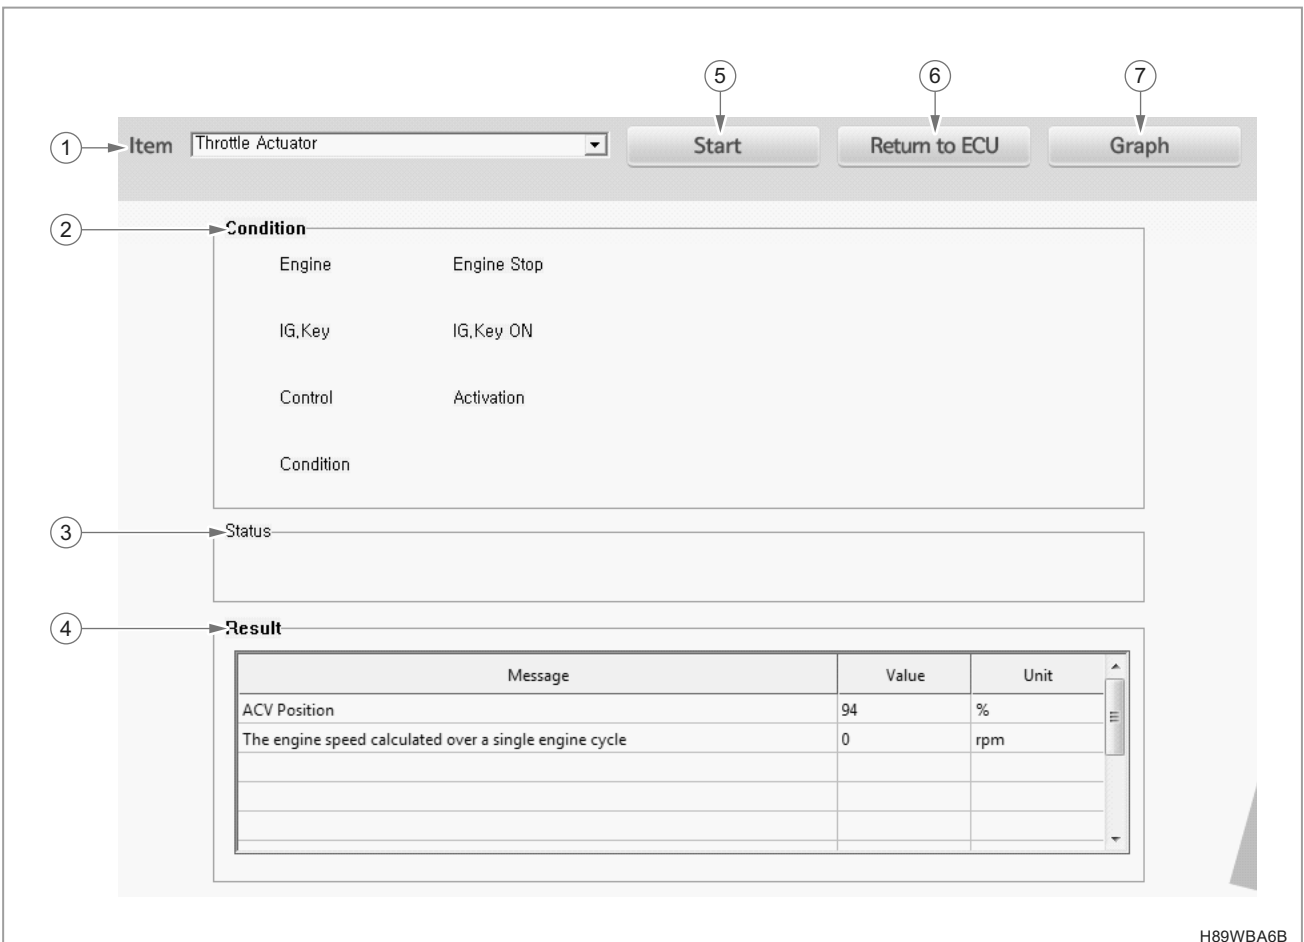 5 6 7
1 Item Throttle Actuator Start Return to ECU Graph
2 Condition
Engine Engine Stop
IG,Key IG,Key ON
Control Activation
Condition
3 Status
4 Result
Message Value Unit
ACV Position 94 %
The engine speed calculated over a single engine cycle 0 rpm
H89WBA6B